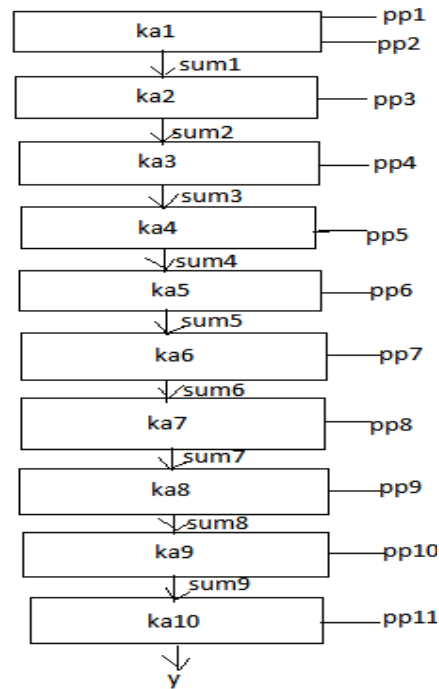 pp1
ka1
pp2
sum1
ka2
pp3
sum2
ka3
pp4
sum3
ka4
pp5
sum4
ka5
pp6
sum5
ka6
pp7
sum6
ka7
pp8
sum7
ka8
pp9
sum8
ka9
pp10
sum9
ka10
pp11
y